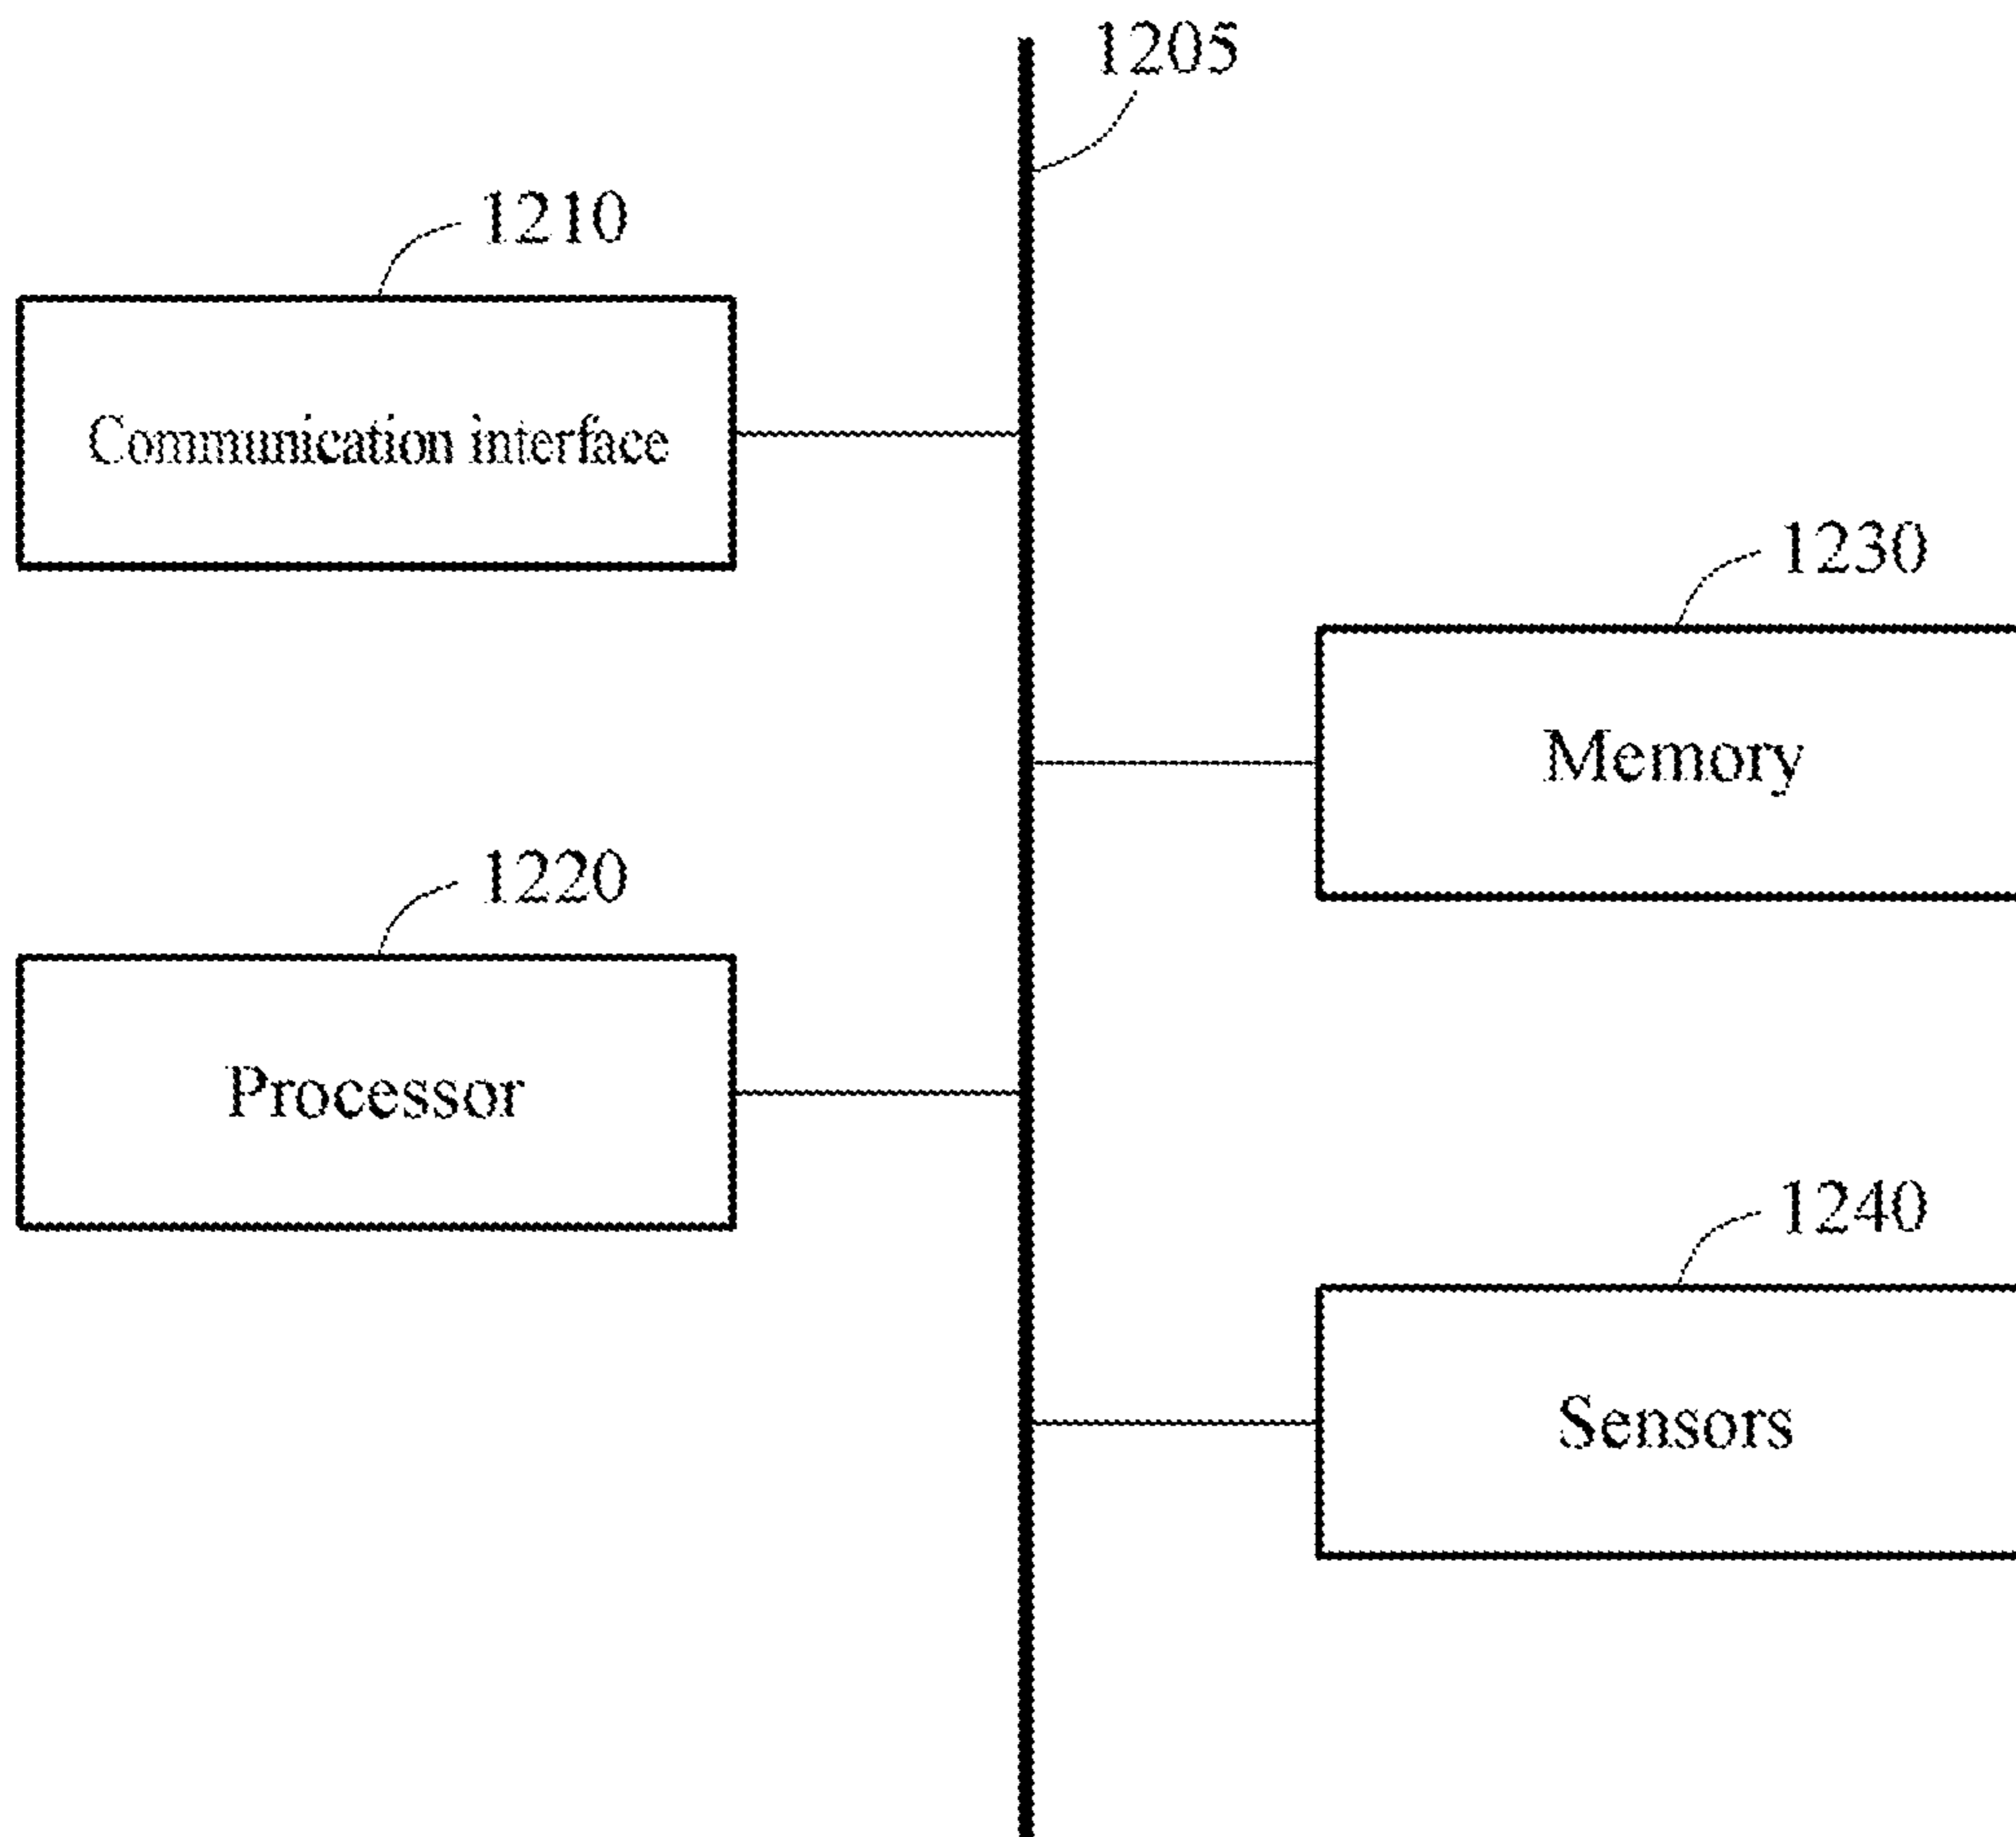 1205
1210
Communication interface
1230
Memory
1220
Processor
1240
Sensors